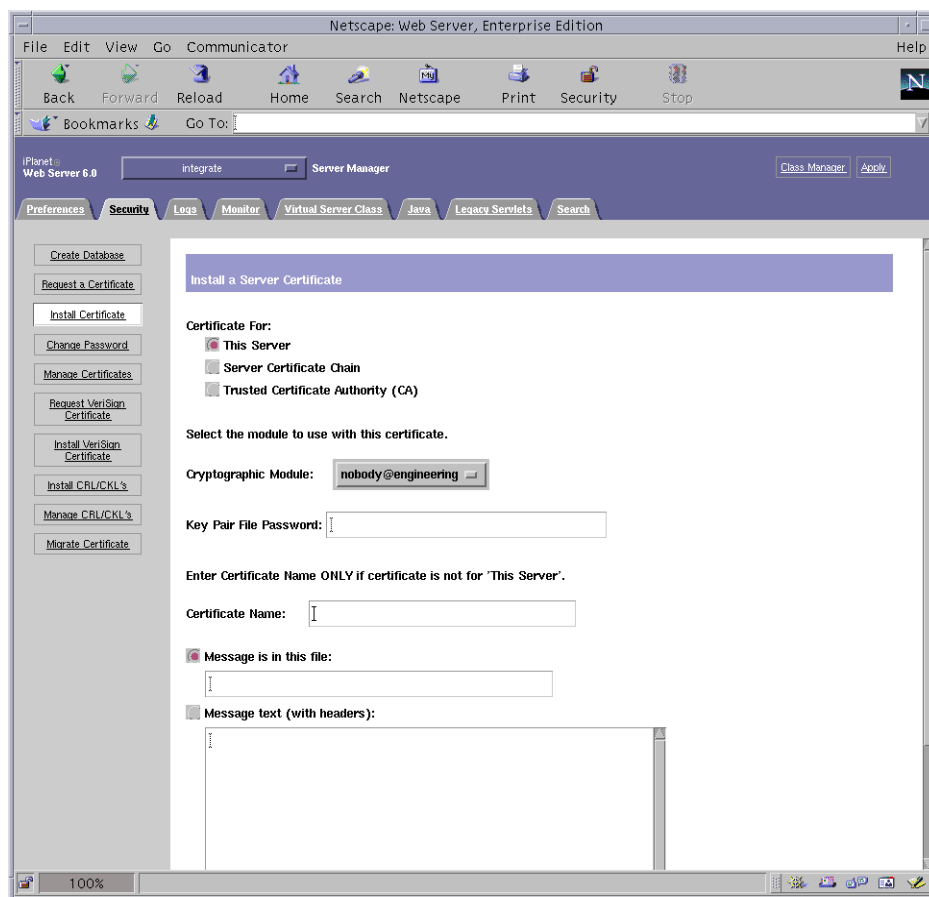 Netscape: Web Server, Enterprise Edition
File Edit View Go Communicator Help
Back Forward Reload Home Search Netscape Print Security Stop
My
N
Bookmarks Go To:
iPlanet
Web Server 6.0
integrate
Server Manager
Class Manager Apply
Preferences Security Logs Monitor Virtual Server Class Java Legacy Servlets Search
Create Database
Request a Certificate
Install Certificate
Change Password
Manage Certificates
Request VeriSign
Certificate
Install VeriSign
Certificate
Install CRL/CKL's
Manage CRL/CKL's
Migrate Certificate
Install a Server Certificate
Certificate For:
This Server
Server Certificate Chain
Trusted Certificate Authority (CA)
Select the module to use with this certificate.
Cryptographic Module: nobody@engineering
Key Pair File Password:
Enter Certificate Name ONLY if certificate is not for 'This Server'.
Certificate Name:
Message is in this file:
Message text (with headers):
100%